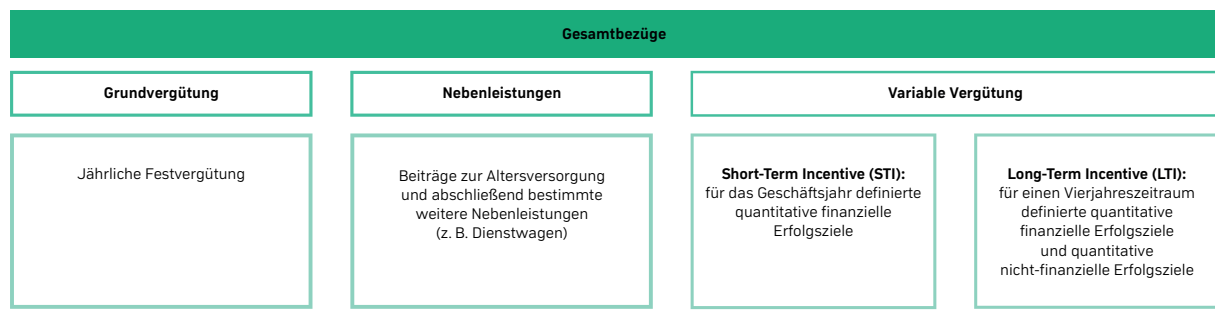 Gesamtbezüge
Grundvergütung
Nebenleistungen
Variable Vergütung
Jährliche Festvergütung
Beiträge zur Altersversorgung
und abschließend bestimmte
weitere Nebenleistungen
(z. B. Dienstwagen)
Short-Term Incentive (STI):
für das Geschäftsjahr definierte
quantitative finanzielle
Erfolgsziele
Long-Term Incentive (LTI):
für einen Vierjahreszeitraum
definierte quantitative
finanzielle Erfolgsziele
und quantitative
nicht-finanzielle Erfolgsziele